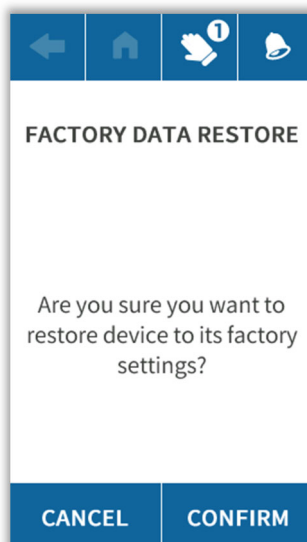 1
FACTORY DATA RESTORE
Are you sure you want to
restore device to its factory
settings?
CANCEL
CONFIRM